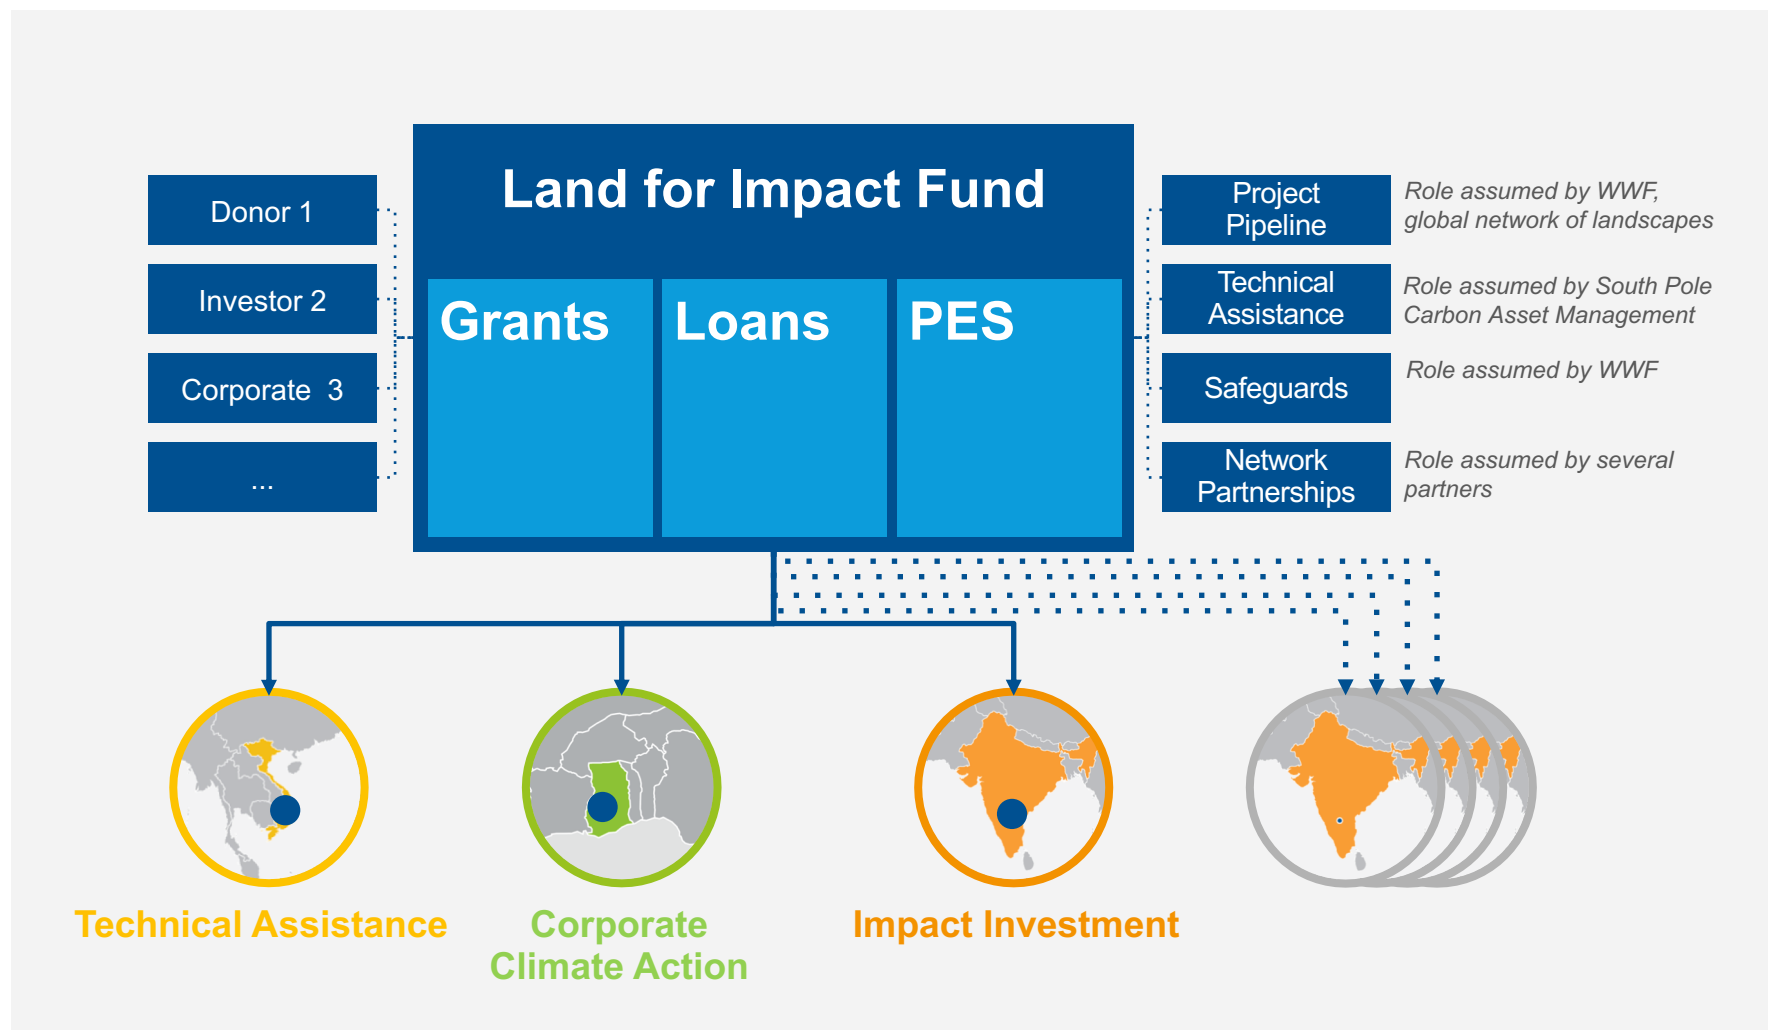 Land for Impact Fund
Donor 1
Investor 2
Corporate  3
...
Grants
Loans
PES
Project
Pipeline
Role assumed by WWF,
global network of landscapes
Technical
Assistance
Role assumed by South Pole
Carbon Asset Management
Safeguards
Role assumed by WWF
Network
Partnerships
Role assumed by several
partners
Technical Assistance
Corporate
Climate Action
Impact Investment